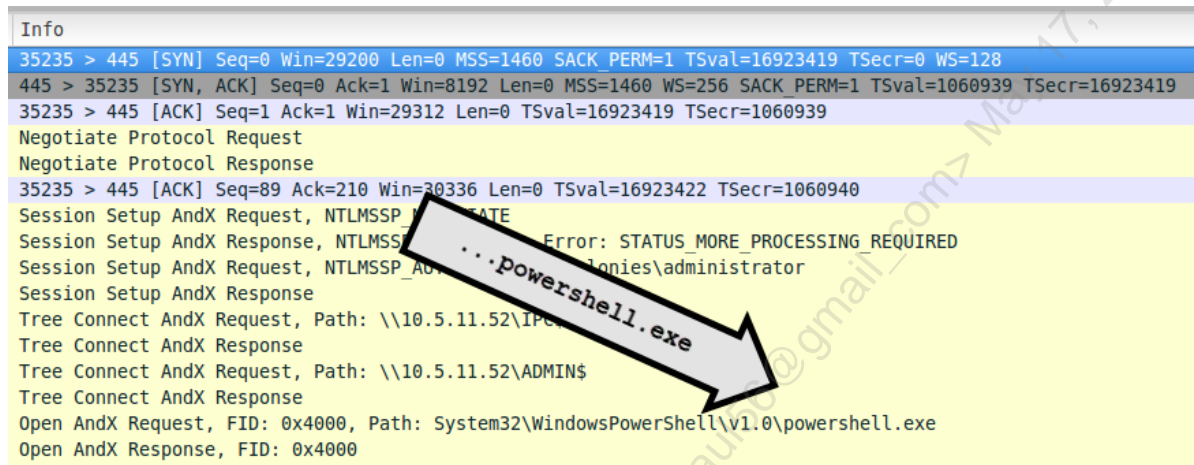 Info
35235 > 445 [SYN] Seq=0 Win=29200 Len=0 MSS=1460 SACK_PERM=1 TSval=16923419 TSecr=0 WS=128
445 > 35235 [SYN, ACK] Seq=0 Ack=1 Win=8192 Len=0 MSS=1460 WS=256 SACK_PERM=1 TSval=1060939 TSecr=16923419
35235 > 445 [ACK] Seq=1 Ack=1 Win=29312 Len=0 TSval=16923419 TSecr=1060939
Negotiate Protocol Request
Negotiate Protocol Response
35235 > 445 [ACK] Seq=89 Ack=210 Win=30336 Len=0 TSval=16923422 TSecr=1060940
Session Setup AndX Request,
Session Setup AndX Response, Error: STATUS_MORE_PROCESSING_REQUIRED
Session Setup AndX Request,
Session Setup AndX Response
Tree Connect AndX Request, Path: \\10.5.11.52\
Tree Connect AndX Response
Tree Connect AndX Request, Path: \\10.5.11.52\ADMIN$
Tree Connect AndX Response
Open AndX Request, FID: 0x4000, Path: System32\WindowsPowerShell\v1.0\powershell.exe
Open AndX Response, FID: 0x4000
...powershell.exe